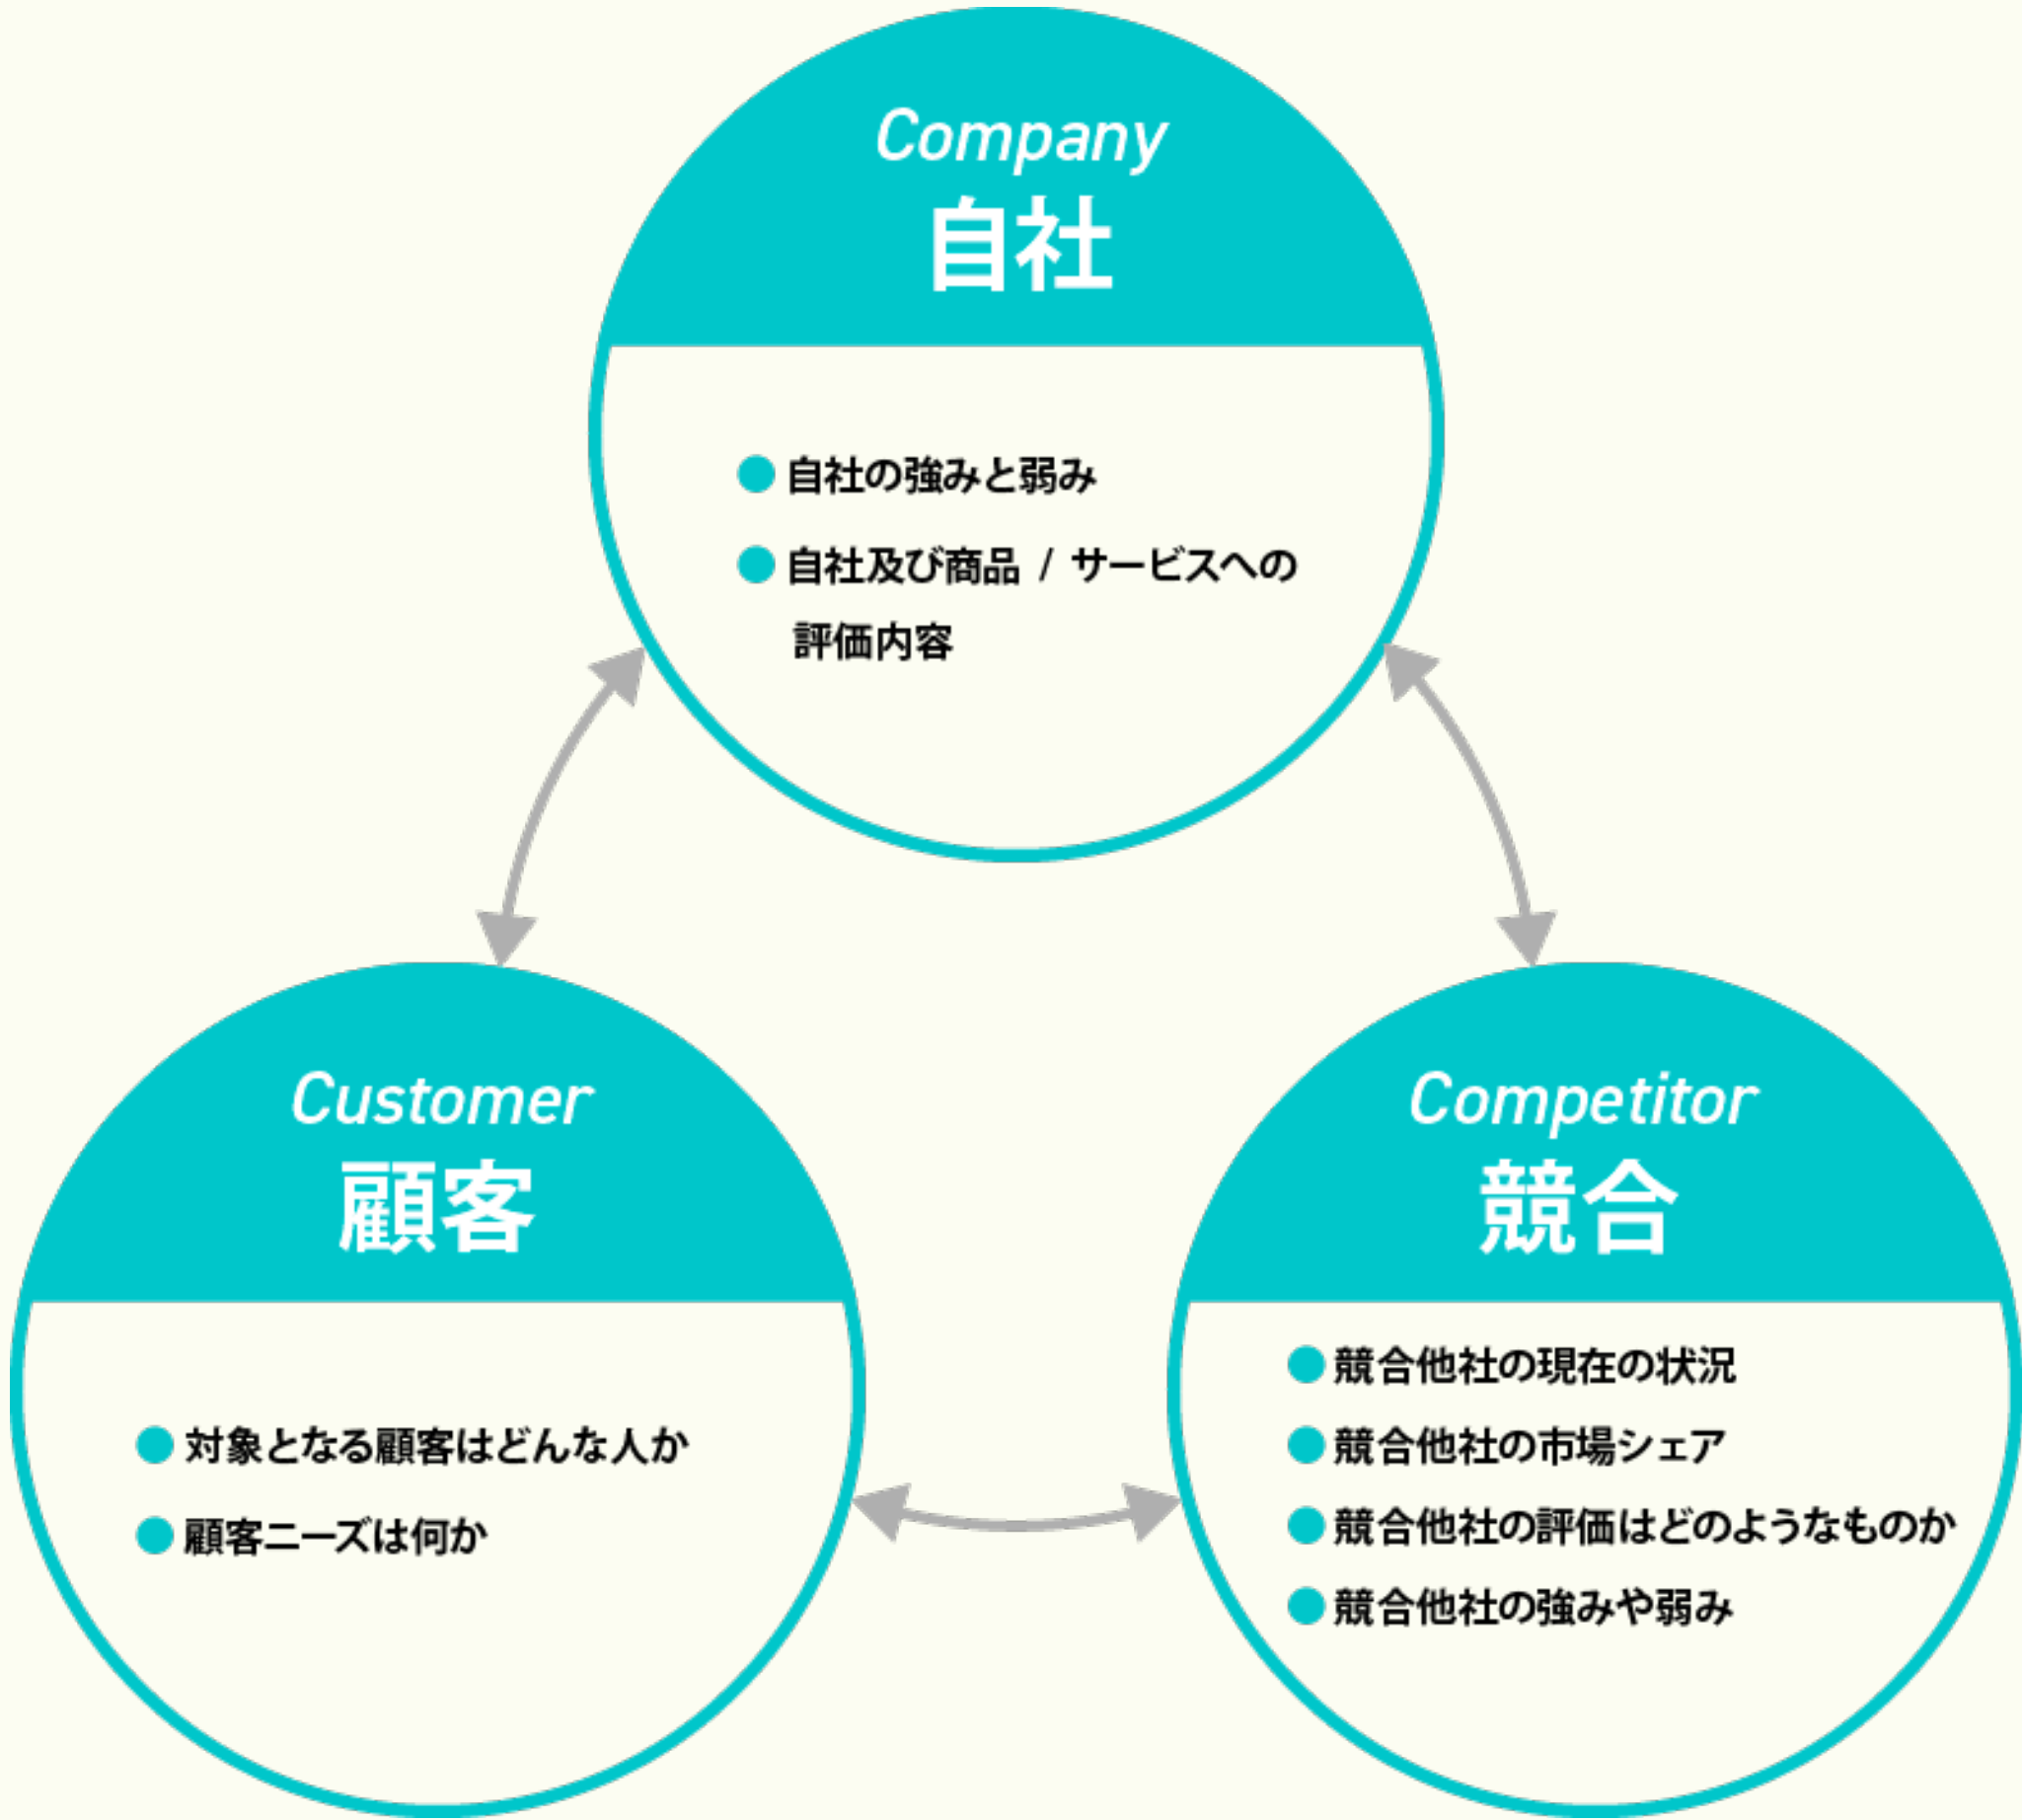 Company
自社
● 自社の強みと弱み
● 自社及び商品 / サービスへの
評価内容
Customer
顧客
● 対象となる顧客はどんな人か
● 顧客ニーズは何か
Competitor
競合
● 競合他社の現在の状況
● 競合他社の市場シェア
● 競合他社の評価はどのようなものか
● 競合他社の強みや弱み